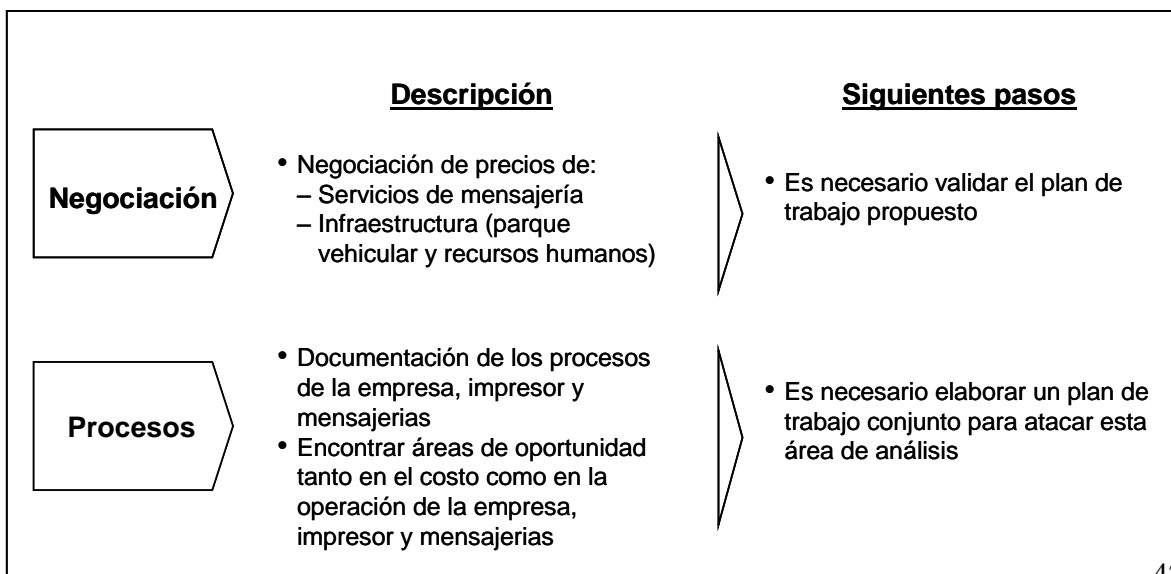 Descripción
Siguientes pasos
Negociación
• Negociación de precios de:
– Servicios de mensajería
– Infraestructura (parque
vehicular y recursos humanos)
• Es necesario validar el plan de
trabajo propuesto
Procesos
• Documentación de los procesos
de la empresa, impresor y
mensajerias
• Encontrar áreas de oportunidad
tanto en el costo como en la
operación de la empresa,
impresor y mensajerias
• Es necesario elaborar un plan de
trabajo conjunto para atacar esta
área de análisis